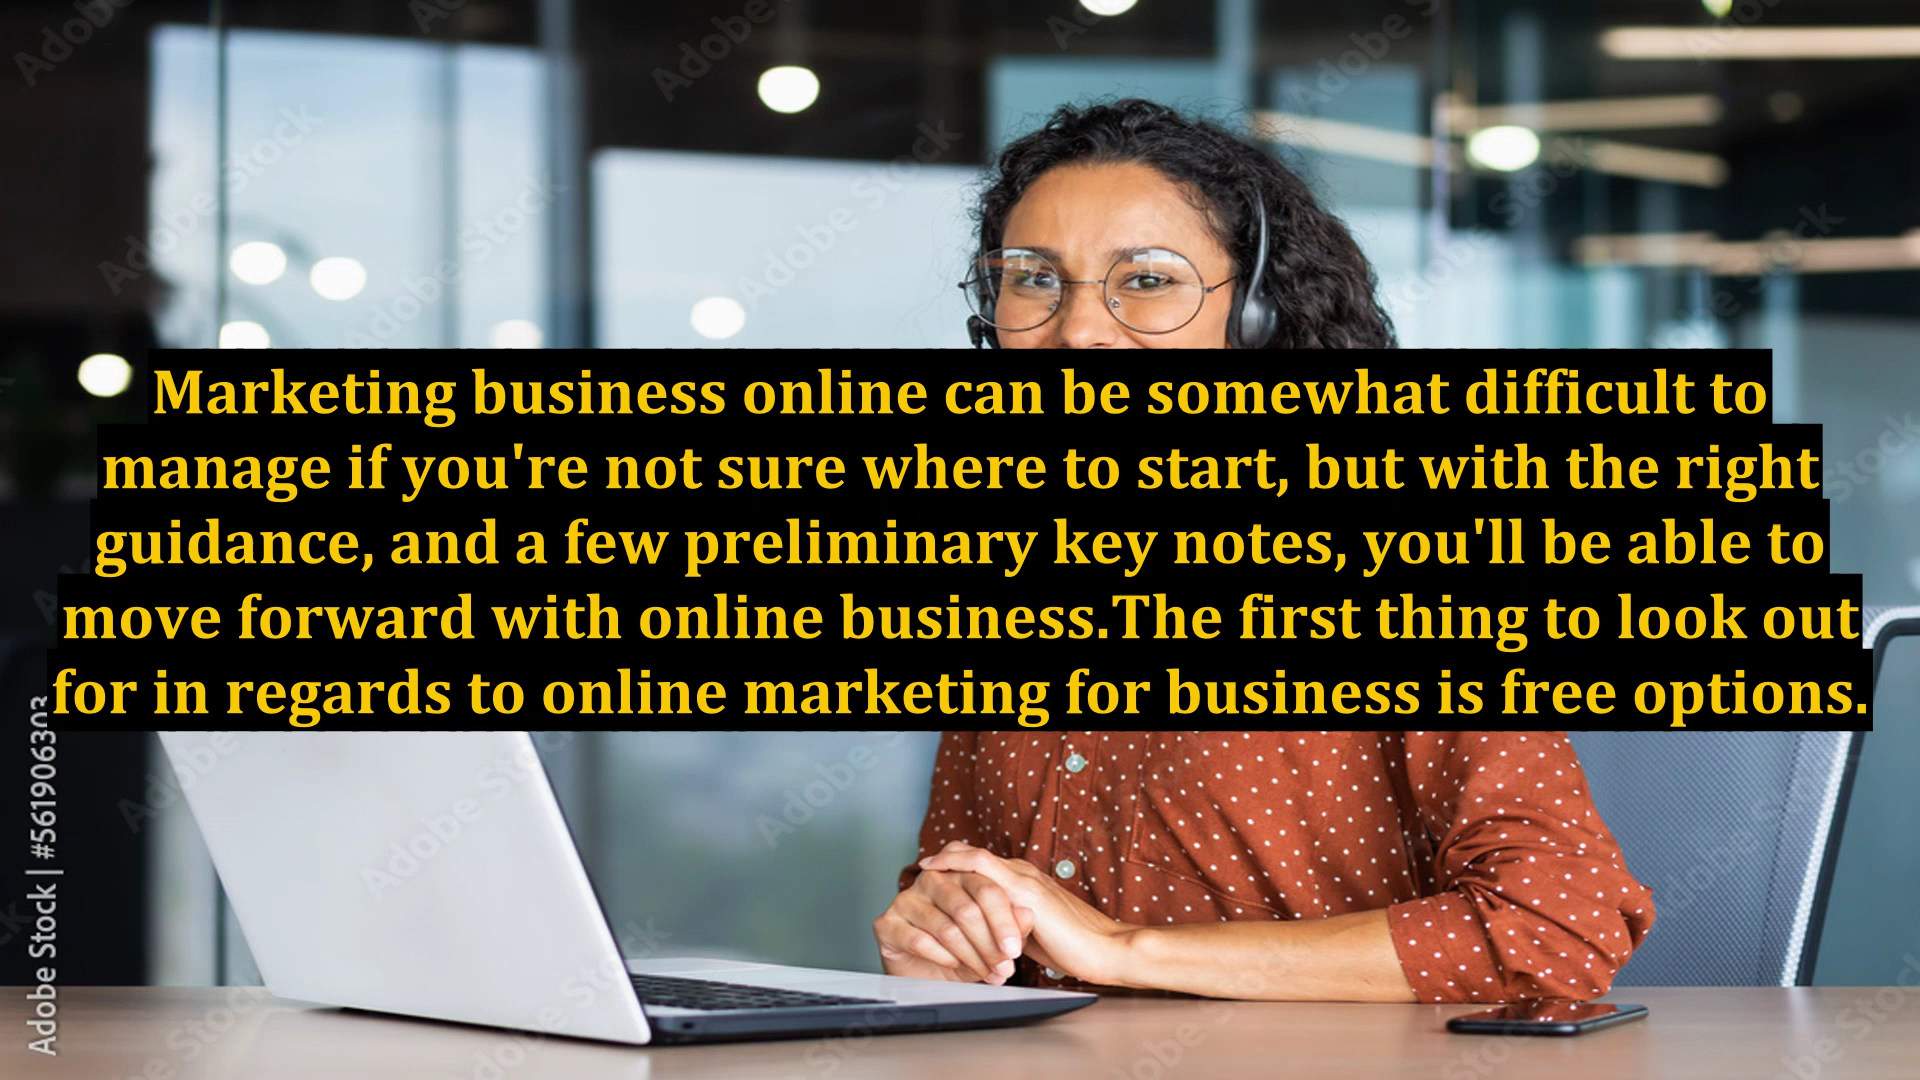 Marketing business online can be somewhat difficult to
manage if you're not sure where to start, but with the right
guidance, and a few preliminary key notes, you'll be able to
move forward with online business.The first thing to look out
for in regards to online marketing for business is free options.
Adobe Stock | #561906303